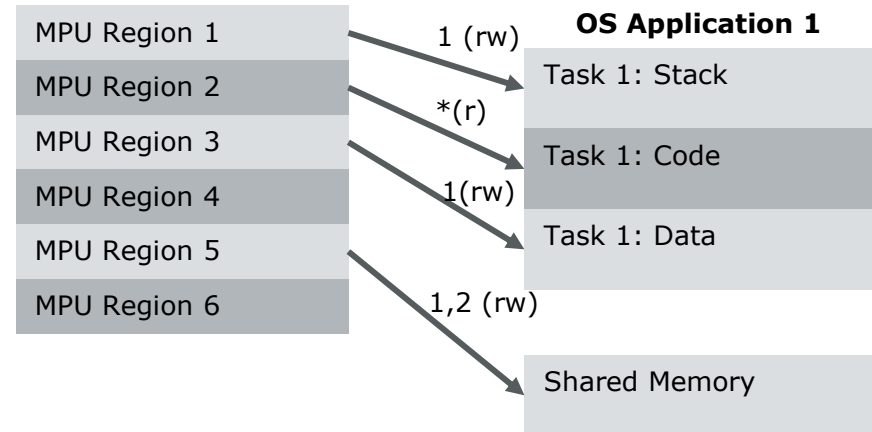 MPU Region 1
MPU Region 2
MPU Region 3
MPU Region 4
MPU Region 5
MPU Region 6
1 (rw)
*(r)
1(rw)
1,2 (rw)
OS Application 1
Task 1: Stack
Task 1: Code
Task 1: Data
Shared Memory